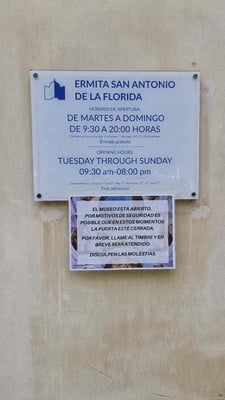 ERMITA SAN ANTONIO
DE LA FLORIDA
HORARIO DE APERTURA:
DE MARTES A DOMINGO
DE 9:30 A 20:00 HORAS
Entrada gratuita
OPENING HOURS:
TUESDAY THROUGH SUNDAY
09:30 am-08:00 pm
Free admission
EL MUSEO ESTÁ ABIERTO.
POR MOTIVOS DE SEGURIDAD ES
POSIBLE QUE EN ESTOS MOMENTOS
LA PUERTA ESTÉ CERRADA.
POR FAVOR, LLAME AL TIMBRE Y EN
BREVE SERÁ ATENDIDO.
DISCULPEN LAS MOLESTIAS.